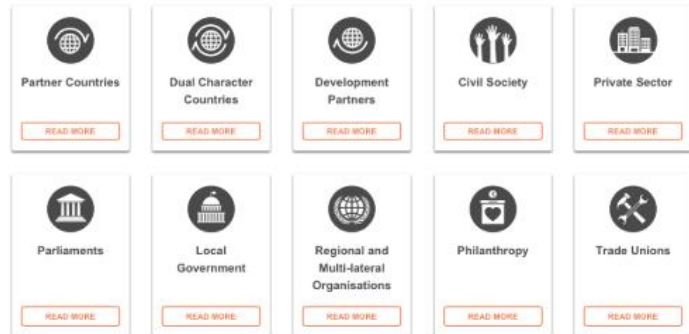 Partner Countries
Dual Character
Countries
Development
Partners
Civil Society
Private Sector
READ MORE
READ MORE
READ MORE
READ MORE
READ MORE
Parliaments
Local
Government
Regional and
Multi-lateral
Organisations
Philanthropy
Trade Unions
READ MORE
READ MORE
READ MORE
READ MORE
READ MORE